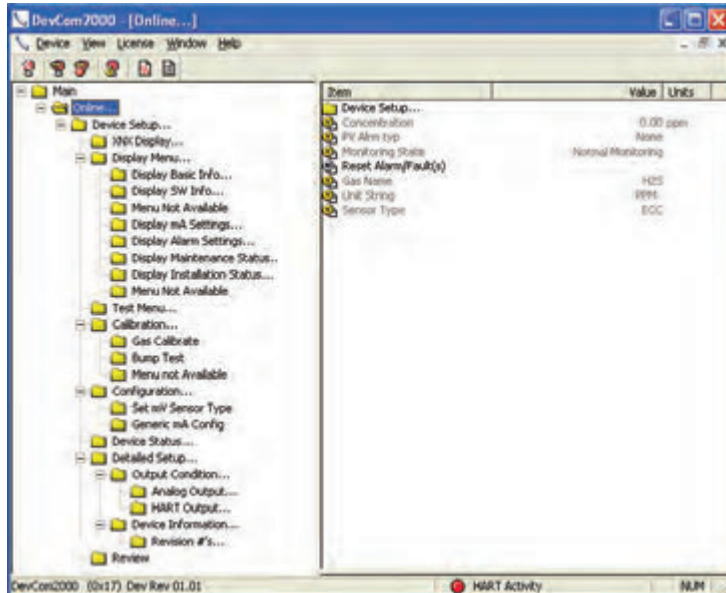 DevCom2000 - [Online...]
Device View License Window Help
Main
Online...
Device Setup...
XNX Display...
Display Menu...
Display Basic Info...
Display SW Info...
Menu Not Available
Display mA Settings...
Display Alarm Settings...
Display Maintenance Status..
Display Installation Status...
Menu Not Available
Test Menu...
Calibration...
Gas Calibrate
Bump Test
Menu not Available
Configuration...
Set mV Sensor Type
Generic mA Config
Device Status...
Detailed Setup...
Output Condition...
Analog Output...
HART Output...
Device Information...
Revision #'s...
Review
Item Value Units
Device Setup...
Concentration 0.00 ppm
PV Alrm typ None
Monitoring State Normal Monitoring
Reset Alarm/Fault(s)
Gas Name H2S
Unit String PPM
Sensor Type ECC
DevCom2000 (0x17) Dev Rev 01.01 HART Activity NUM